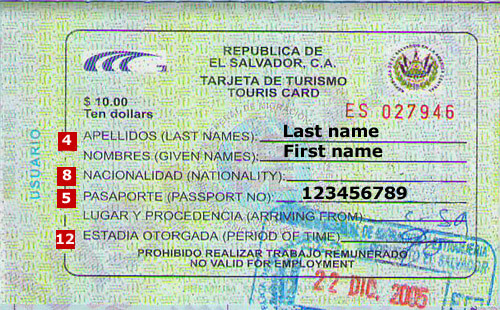 REPUBLICA DE
EL SALVADOR, C.A.
TARJETA DE TURISMO
TOURIS CARD
$ 10.00
Ten dollars
ES 027946
USUARIO
4 APELLIDOS (LAST NAMES): Last name
NOMBRES (GIVEN NAMES): First name
8 NACIONALIDAD (NATIONALITY):
5 PASAPORTE (PASSPORT NO): 123456789
LUGAR Y PROCEDENCIA (ARRIVING FROM)
12 ESTADIA OTORGADA (PERIOD OF TIME)
PROHIBIDO REALIZAR TRABAJO REMUNERADO
NO VALID FOR EMPLOYMENT
22 DIC. 2005